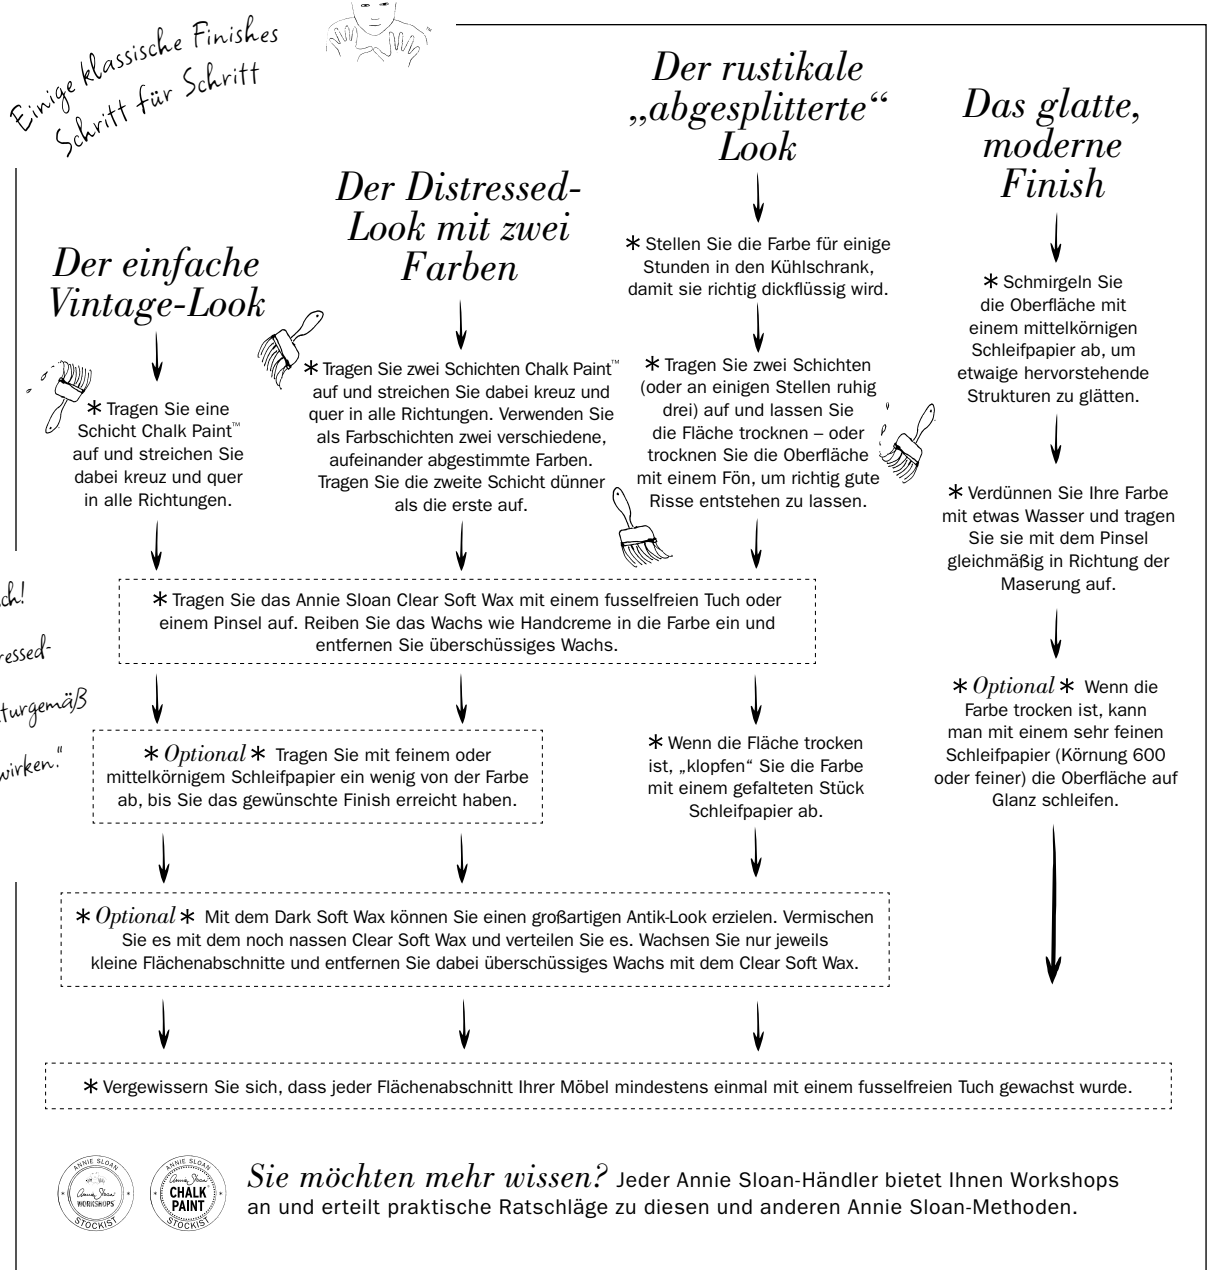 Einige klassische Finishes
Schritt für Schritt
Der einfache
Vintage-Look
* Tragen Sie eine
Schicht Chalk Paint™
auf und streichen Sie
dabei kreuz und quer
in alle Richtungen.
Der Distressed-
Look mit zwei
Farben
* Tragen Sie zwei Schichten Chalk Paint™
auf und streichen Sie dabei kreuz und
quer in alle Richtungen. Verwenden Sie
als Farbschichten zwei verschiedene,
aufeinander abgestimmte Farben.
Tragen Sie die zweite Schicht dünner
als die erste auf.
Der rustikale
„abgesplitterte“
Look
* Stellen Sie die Farbe für einige
Stunden in den Kühlschrank,
damit sie richtig dickflüssig wird.
* Tragen Sie zwei Schichten
(oder an einigen Stellen ruhig
drei) auf und lassen Sie
die Fläche trocknen – oder
trocknen Sie die Oberfläche
mit einem Fön, um richtig gute
Risse entstehen zu lassen.
Das glatte,
moderne
Finish
* Schmirgeln Sie
die Oberfläche mit
einem mittelkörnigen
Schleifpapier ab, um
etwaige hervorstehende
Strukturen zu glätten.
* Verdünnen Sie Ihre Farbe
mit etwas Wasser und tragen
Sie sie mit dem Pinsel
gleichmäßig in Richtung der
Maserung auf.
* Optional * Wenn die
Farbe trocken ist, kann
man mit einem sehr feinen
Schleifpapier (Körnung 600
oder feiner) die Oberfläche auf
Glanz schleifen.
* Tragen Sie das Annie Sloan Clear Soft Wax mit einem fusselfreien Tuch oder
einem Pinsel auf. Reiben Sie das Wachs wie Handcreme in die Farbe ein und
entfernen Sie überschüssiges Wachs.
ch!
ressed-
turgemäß
wirken.“
* Optional * Tragen Sie mit feinem oder
mittelkörnigem Schleifpapier ein wenig von der Farbe
ab, bis Sie das gewünschte Finish erreicht haben.
* Wenn die Fläche trocken
ist, „klopfen“ Sie die Farbe
mit einem gefalteten Stück
Schleifpapier ab.
* Optional * Mit dem Dark Soft Wax können Sie einen großartigen Antik-Look erzielen. Vermischen
Sie es mit dem noch nassen Clear Soft Wax und verteilen Sie es. Wachsen Sie nur jeweils
kleine Flächenabschnitte und entfernen Sie dabei überschüssiges Wachs mit dem Clear Soft Wax.
* Vergewissern Sie sich, dass jeder Flächenabschnitt Ihrer Möbel mindestens einmal mit einem fusselfreien Tuch gewachst wurde.
ANNIE SLOAN
Annie Sloan
WORKSHOPS
STOCKIST
ANNIE SLOAN
Annie Sloan
CHALK
PAINT
STOCKIST
Sie möchten mehr wissen? Jeder Annie Sloan-Händler bietet Ihnen Workshops
an und erteilt praktische Ratschläge zu diesen und anderen Annie Sloan-Methoden.